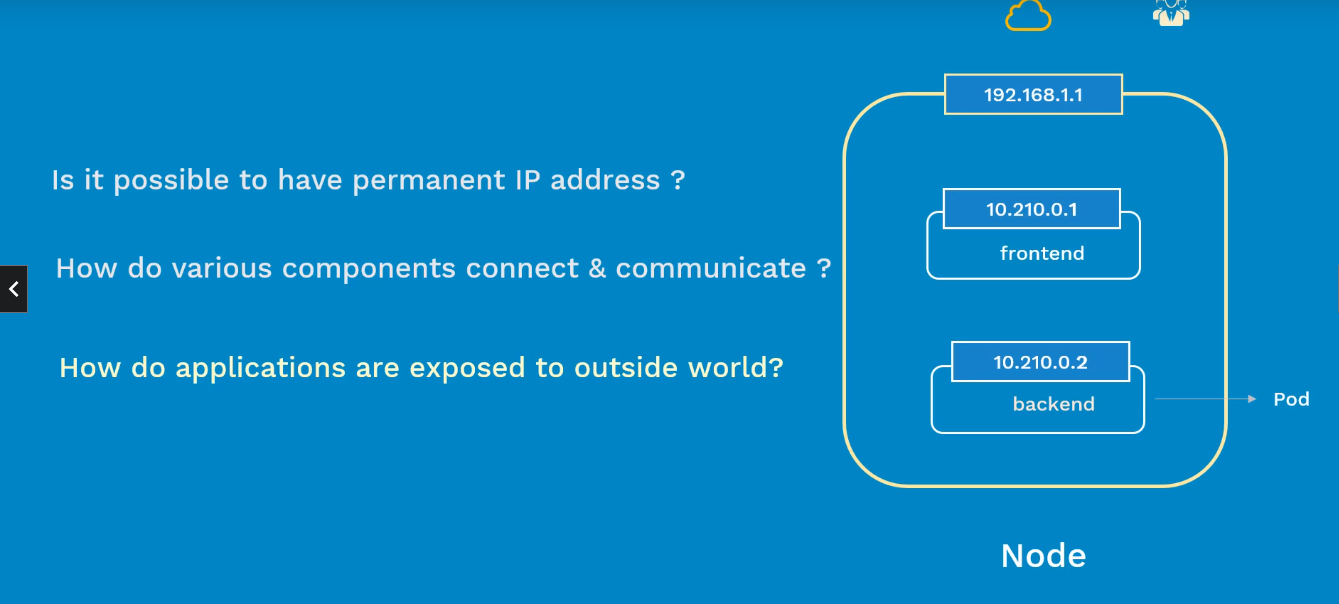 192.168.1.1
Is it possible to have permanent IP address ?
10.210.0.1
frontend
How do various components connect & communicate ?
How do applications are exposed to outside world?
10.210.0.2
backend
Pod
Node